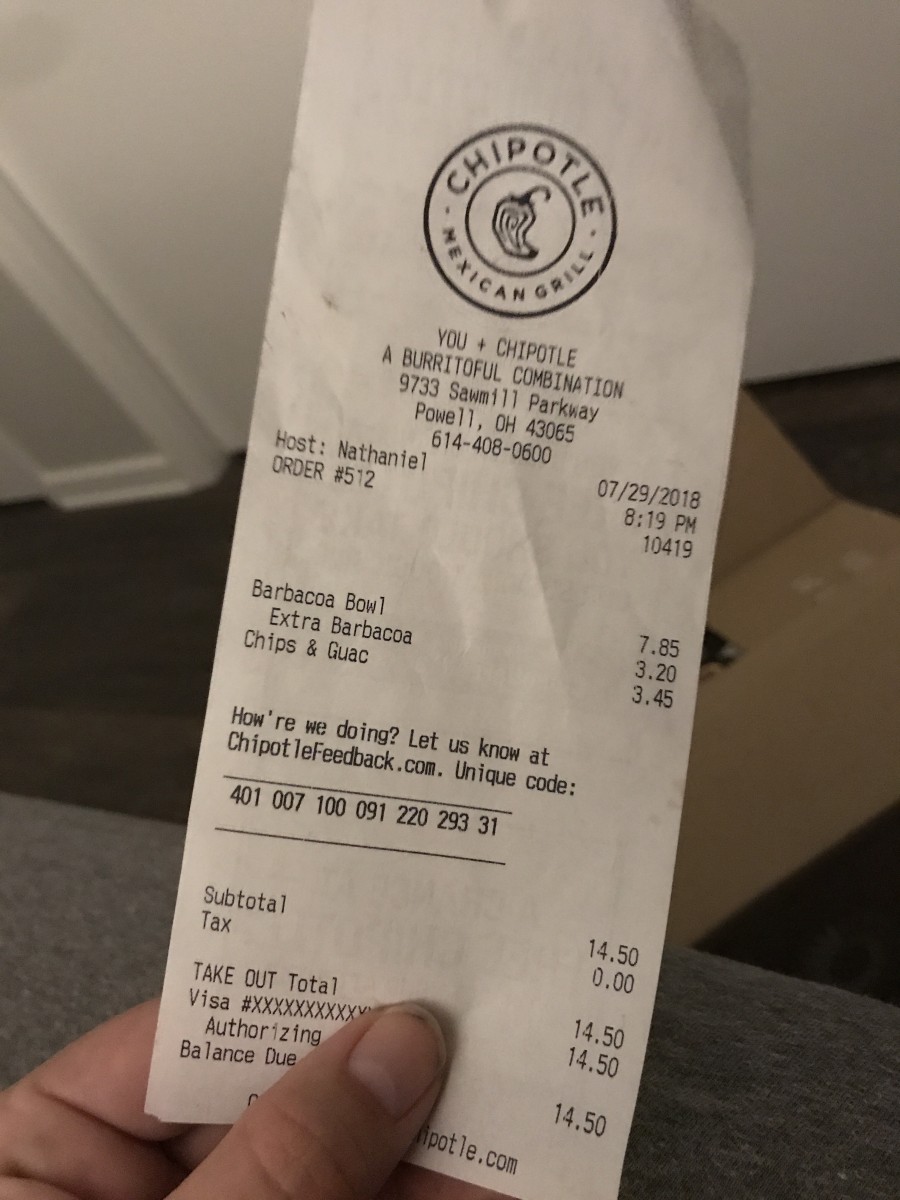 CHIPOTLE
MEXICAN GRILL
YOU + CHIPOTLE
A BURRITOFUL COMBINATION
9733 Sawmill Parkway
Powell, OH 43065
614-408-0600
Host: Nathaniel
07/29/2018
ORDER #512
8:19 PM
10419
Barbacoa Bowl 7.85
Extra Barbacoa 3.20
Chips & Guac 3.45
How're we doing? Let us know at
ChipotleFeedback.com. Unique code:
401 007 100 091 220 293 31
Subtotal 14.50
Tax 0.00
TAKE OUT Total 14.50
Visa #XXXXXXXXXXX 14.50
Authorizing
Balance Due 14.50
ipotle.com